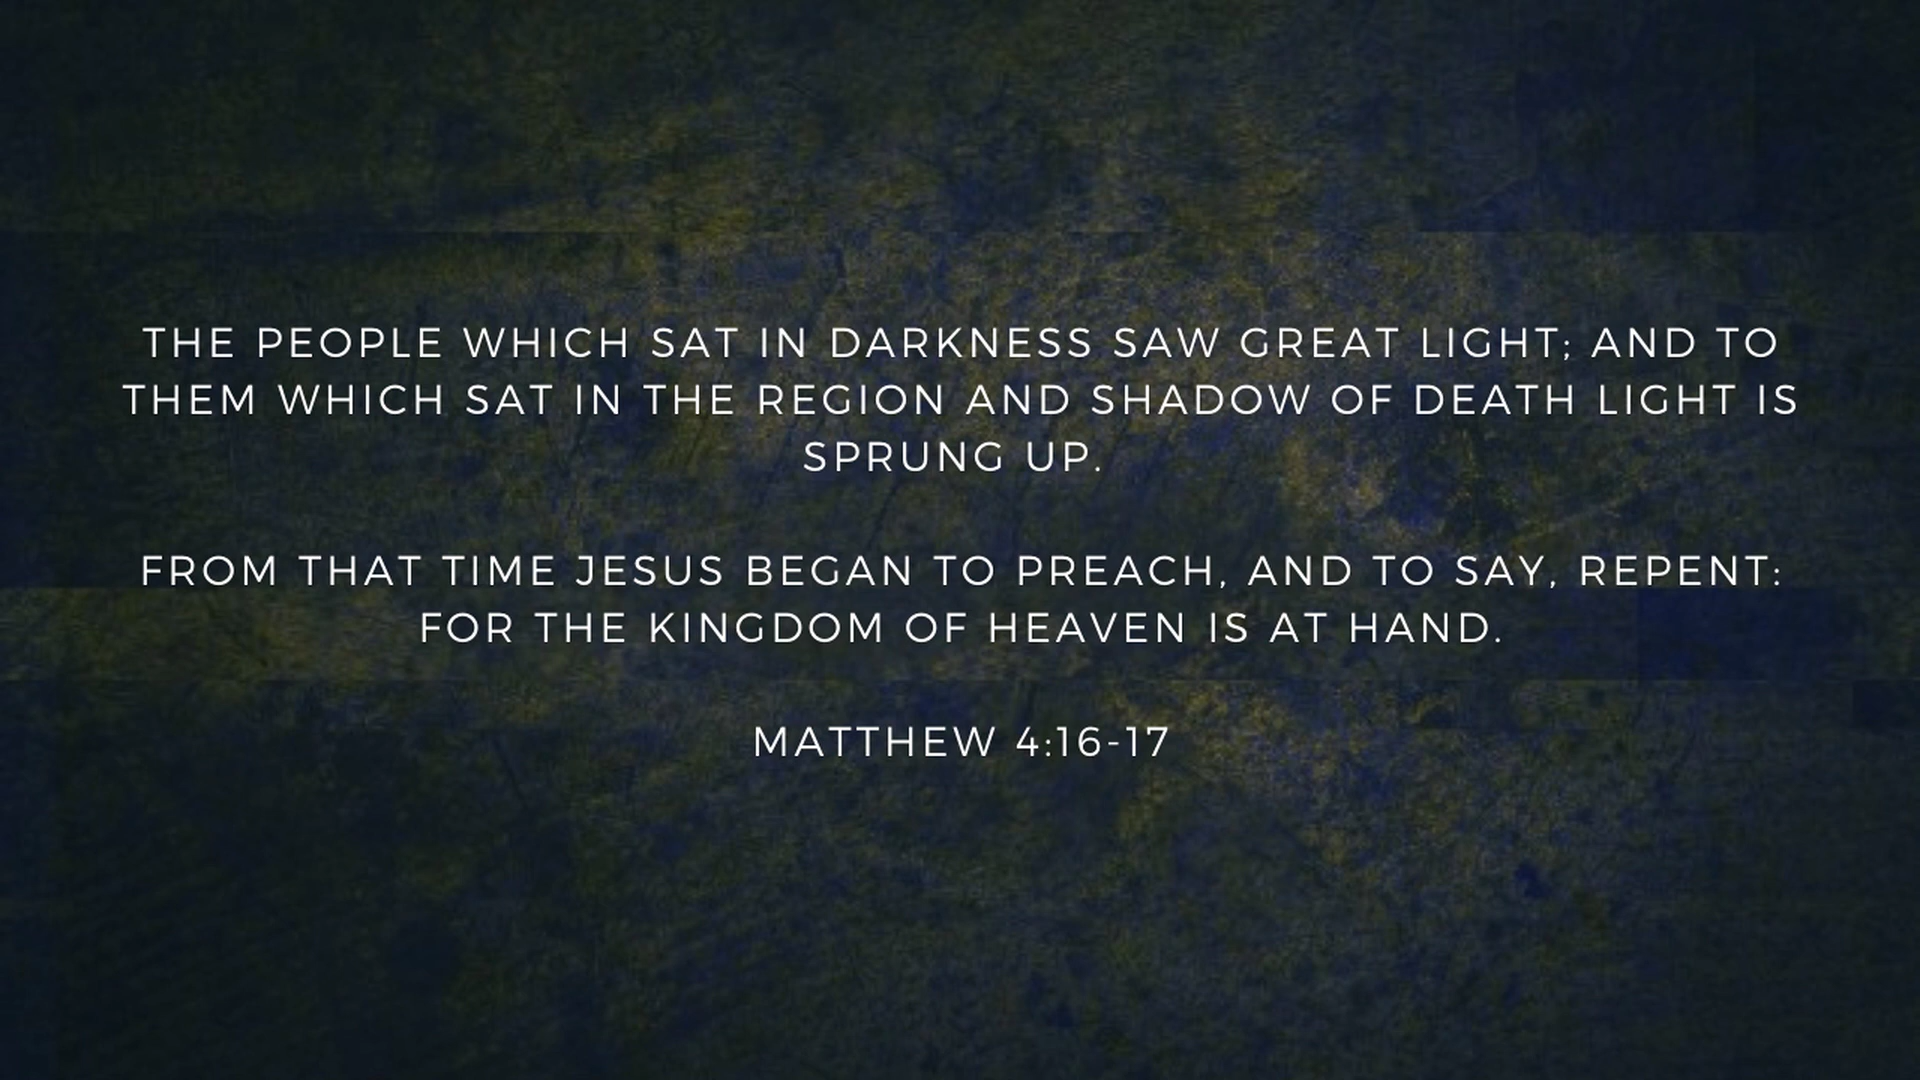 THE PEOPLE WHICH SAT IN DARKNESS SAW GREAT LIGHT; AND TO
THEM WHICH SAT IN THE REGION AND SHADOW OF DEATH LIGHT IS
SPRUNG UP.
FROM THAT TIME JESUS BEGAN TO PREACH, AND TO SAY, REPENT:
FOR THE KINGDOM OF HEAVEN IS AT HAND.
MATTHEW 4:16-17